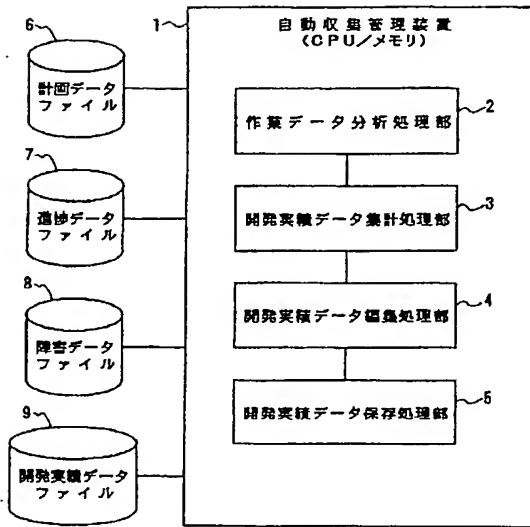 6
計画データ
ファイル
7
進捗データ
ファイル
8
障害データ
ファイル
9
開発実績データ
ファイル
1
自動収集管理装置
(CPU/メモリ)
2
作業データ分析処理部
3
開発実績データ集計処理部
4
開発実績データ編集処理部
5
開発実績データ保存処理部